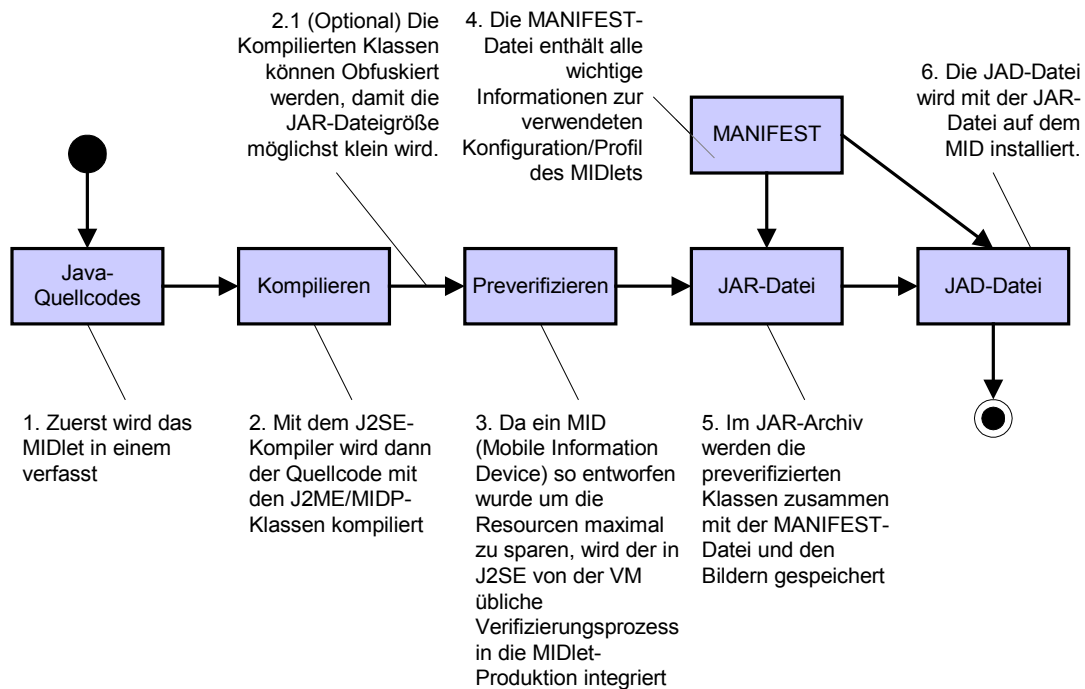 2.1 (Optional) Die
Kompilierten Klassen
können Obfuskiert
werden, damit die
JAR-Dateigröße
möglichst klein wird.
4. Die MANIFEST-
Datei enthält alle
wichtige
Informationen zur
verwendeten
Konfiguration/Profil
des MIDlets
6. Die JAD-Datei
wird mit der JAR-
Datei auf dem
MID installiert.
MANIFEST
Java-
Quellcodes
Kompilieren
Preverifizieren
JAR-Datei
JAD-Datei
1. Zuerst wird das
MIDlet in einem
verfasst
2. Mit dem J2SE-
Kompiler wird dann
der Quellcode mit
den J2ME/MIDP-
Klassen kompiliert
3. Da ein MID
(Mobile Information
Device) so entworfen
wurde um die
Resourcen maximal
zu sparen, wird der in
J2SE von der VM
übliche
Verifizierungsprozess
in die MIDlet-
Produktion integriert
5. Im JAR-Archiv
werden die
preverifizierten
Klassen zusammen
mit der MANIFEST-
Datei und den
Bildern gespeichert